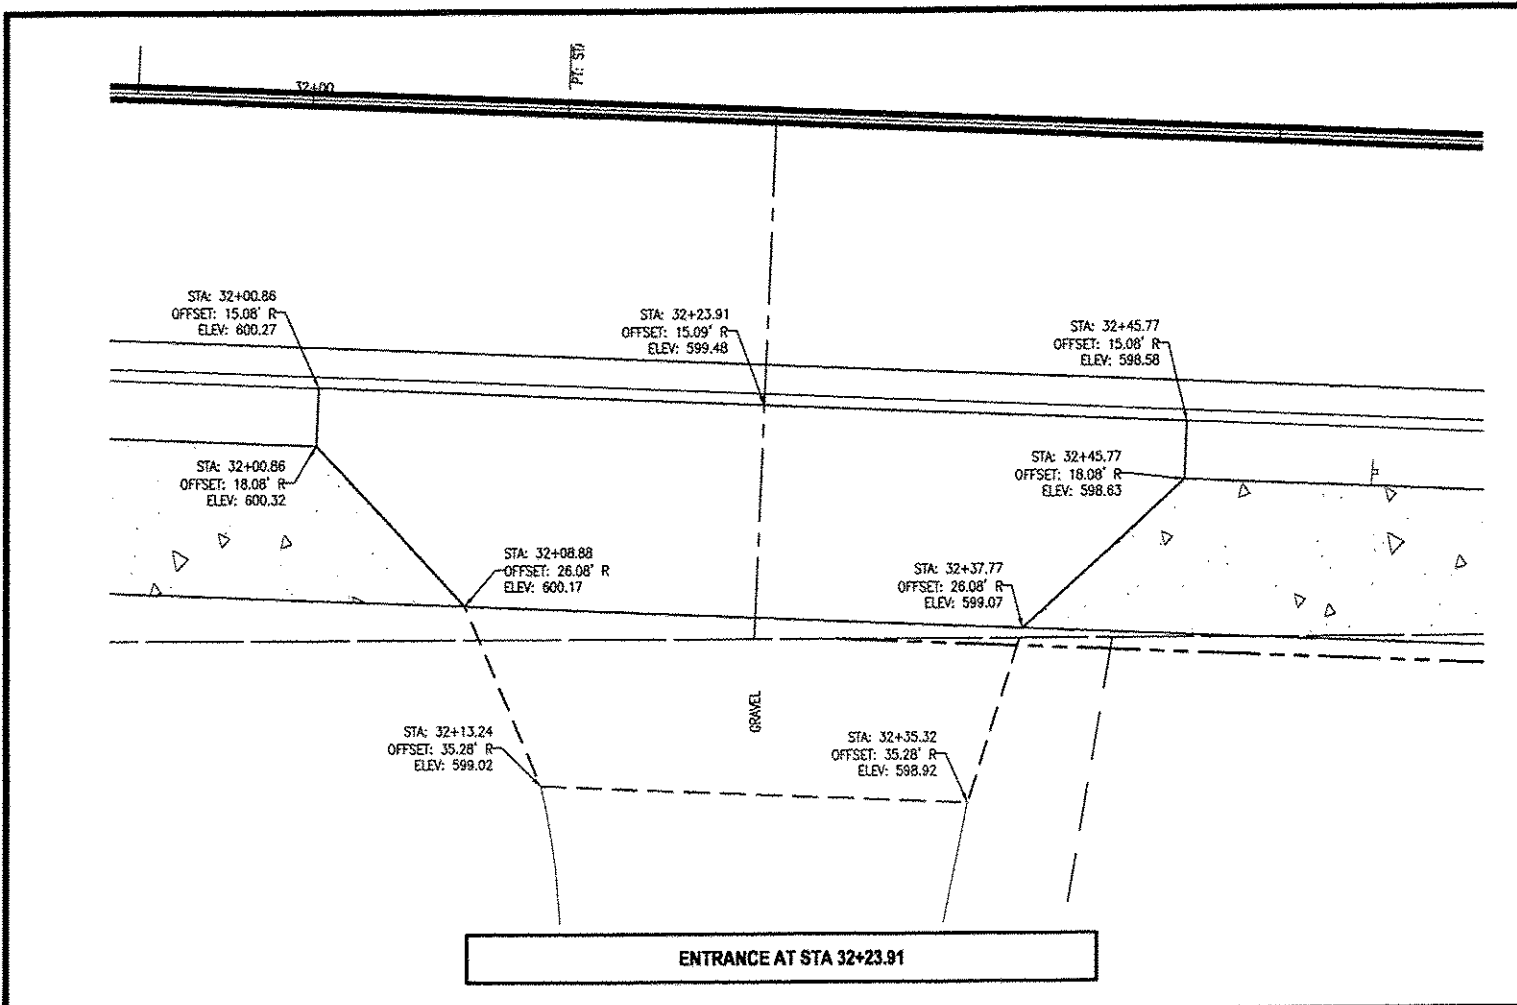 32+00
PT: STA
STA: 32+00.86
OFFSET: 15.08' R
ELEV: 600.27
STA: 32+23.91
OFFSET: 15.09' R
ELEV: 599.48
STA: 32+45.77
OFFSET: 15.08' R
ELEV: 598.58
STA: 32+00.86
OFFSET: 18.08' R
ELEV: 600.32
STA: 32+45.77
OFFSET: 18.08' R
ELEV: 598.63
STA: 32+08.88
OFFSET: 26.08' R
ELEV: 600.17
STA: 32+37.77
OFFSET: 26.08' R
ELEV: 599.07
GRAVEL
STA: 32+13.24
OFFSET: 35.28' R
ELEV: 599.02
STA: 32+35.32
OFFSET: 35.28' R
ELEV: 598.92
ENTRANCE AT STA 32+23.91